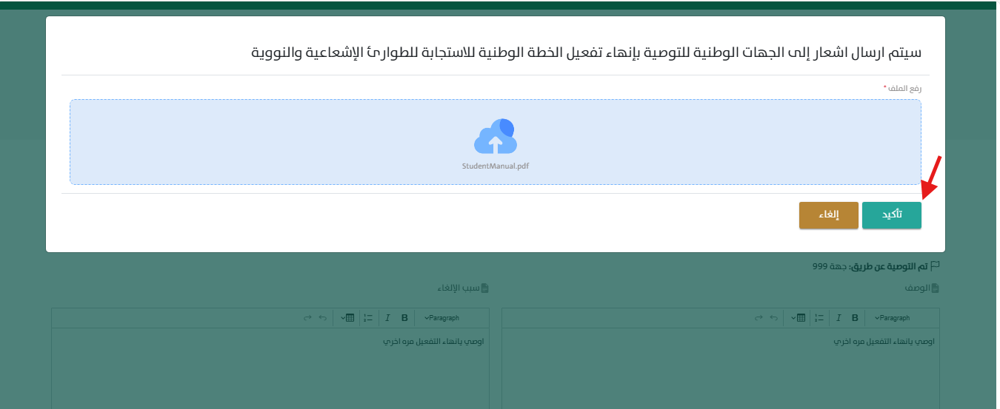 سيتم ارسال اشعار إلى الجهات الوطنية للتوصية بإنهاء تفعيل الخطة الوطنية للاستجابة للطوارئ الإشعاعية والنووية
رفع الملف *
StudentManual.pdf
تأكيد
إلغاء
تم التوصية عن طريق: جهة 999
الوصف
سبب الإلغاء
Paragraph B I
Paragraph B I
اوصي بانهاء التفعيل مره اخري
اوصي بانهاء التفعيل مره اخري